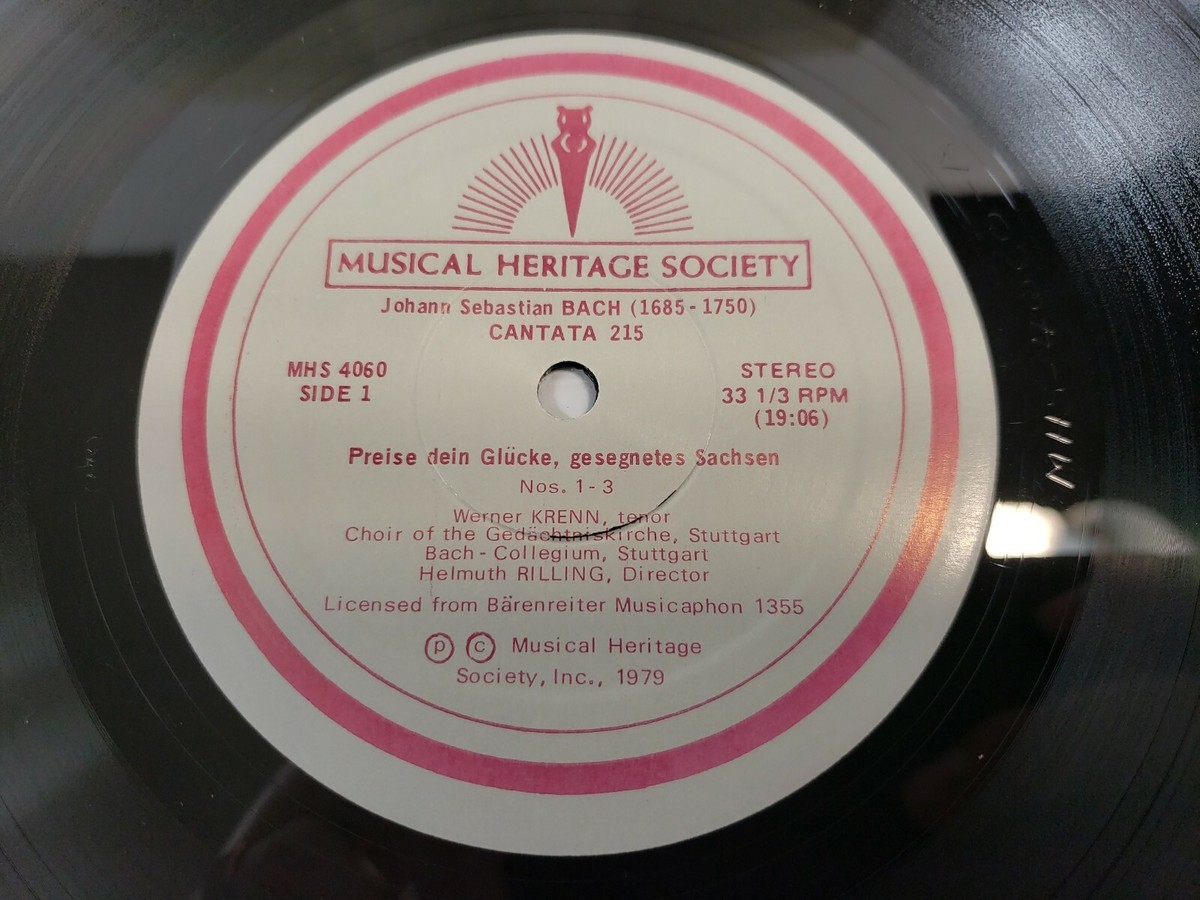 MUSICAL HERITAGE SOCIETY
Johann Sebastian BACH (1685-1750)
CANTATA 215
MHS 4060
SIDE 1
STEREO
33 1/3 RPM
(19:06)
Preise dein Glücke, gesegnetes Sachsen
Nos. 1-3
Werner KRENN, tenor
Choir of the Gedächtniskirche, Stuttgart
Bach-Collegium, Stuttgart
Helmuth RILLING, Director
Licensed from Bärenreiter Musicaphon 1355
Ⓟ Ⓒ Musical Heritage
Society, Inc., 1979